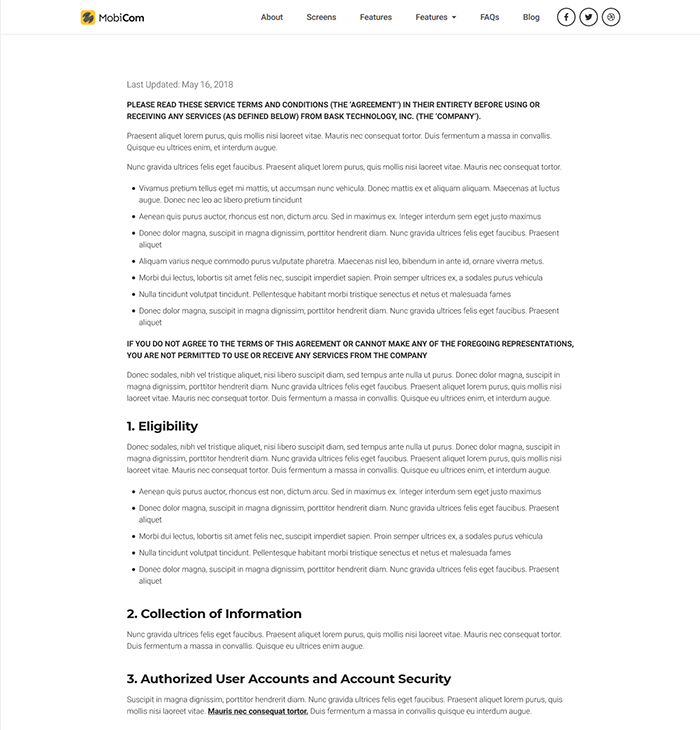 MobiCom
About Screens Features Features FAQs Blog
Last Updated: May 16, 2018
PLEASE READ THESE SERVICE TERMS AND CONDITIONS (THE 'AGREEMENT') IN THEIR ENTIRETY BEFORE USING OR
RECEIVING ANY SERVICES (AS DEFINED BELOW) FROM BASK TECHNOLOGY, INC. (THE 'COMPANY').
Praesent aliquet lorem purus, quis mollis nisi laoreet vitae. Mauris nec consequat tortor. Duis fermentum a massa in convallis.
Quisque eu ultrices enim, et interdum augue.
Nunc gravida ultrices felis eget faucibus. Praesent aliquet lorem purus, quis mollis nisi laoreet vitae. Mauris nec consequat tortor.
• Vivamus pretium tellus eget mi mattis, ut accumsan nunc vehicula. Donec mattis ex et aliquam aliquam. Maecenas at luctus
augue. Donec nec leo ac libero pretium tincidunt
• Aenean quis purus auctor, rhoncus est non, dictum arcu. Sed in maximus ex. Integer interdum sem eget justo maximus
• Donec dolor magna, suscipit in magna dignissim, porttitor hendrerit diam. Nunc gravida ultrices felis eget faucibus. Praesent
aliquet
• Aliquam varius neque commodo purus vulputate pharetra. Maecenas nisl leo, bibendum in ante id, ornare viverra metus.
• Morbi dui lectus, lobortis sit amet felis nec, suscipit imperdiet sapien. Proin semper ultrices ex, a sodales purus vehicula
• Nulla tincidunt volutpat tincidunt. Pellentesque habitant morbi tristique senectus et netus et malesuada fames
• Donec dolor magna, suscipit in magna dignissim, porttitor hendrerit diam. Nunc gravida ultrices felis eget faucibus. Praesent
aliquet
IF YOU DO NOT AGREE TO THE TERMS OF THIS AGREEMENT OR CANNOT MAKE ANY OF THE FOREGOING REPRESENTATIONS,
YOU ARE NOT PERMITTED TO USE OR RECEIVE ANY SERVICES FROM THE COMPANY
Donec sodales, nibh vel tristique aliquet, nisi libero suscipit diam, sed tempus ante nulla ut purus. Donec dolor magna, suscipit in
magna dignissim, porttitor hendrerit diam. Nunc gravida ultrices felis eget faucibus. Praesent aliquet lorem purus, quis mollis nisi
laoreet vitae. Mauris nec consequat tortor. Duis fermentum a massa in convallis. Quisque eu ultrices enim, et interdum augue.
1. Eligibility
Donec sodales, nibh vel tristique aliquet, nisi libero suscipit diam, sed tempus ante nulla ut purus. Donec dolor magna, suscipit in
magna dignissim, porttitor hendrerit diam. Nunc gravida ultrices felis eget faucibus. Praesent aliquet lorem purus, quis mollis nisi
laoreet vitae. Mauris nec consequat tortor. Duis fermentum a massa in convallis. Quisque eu ultrices enim, et interdum augue.
• Aenean quis purus auctor, rhoncus est non, dictum arcu. Sed in maximus ex. Integer interdum sem eget justo maximus
• Donec dolor magna, suscipit in magna dignissim, porttitor hendrerit diam. Nunc gravida ultrices felis eget faucibus. Praesent
aliquet
• Morbi dui lectus, lobortis sit amet felis nec, suscipit imperdiet sapien. Proin semper ultrices ex, a sodales purus vehicula
• Nulla tincidunt volutpat tincidunt. Pellentesque habitant morbi tristique senectus et netus et malesuada fames
• Donec dolor magna, suscipit in magna dignissim, porttitor hendrerit diam. Nunc gravida ultrices felis eget faucibus. Praesent
aliquet
2. Collection of Information
Nunc gravida ultrices felis eget faucibus. Praesent aliquet lorem purus, quis mollis nisi laoreet vitae. Mauris nec consequat tortor.
Duis fermentum a massa in convallis. Quisque eu ultrices enim, et interdum augue.
3. Authorized User Accounts and Account Security
Suscipit in magna dignissim, porttitor hendrerit diam. Nunc gravida ultrices felis eget faucibus. Praesent aliquet lorem purus, quis
mollis nisi laoreet vitae. Mauris nec consequat tortor. Duis fermentum a massa in convallis quisque eu interdum augue.